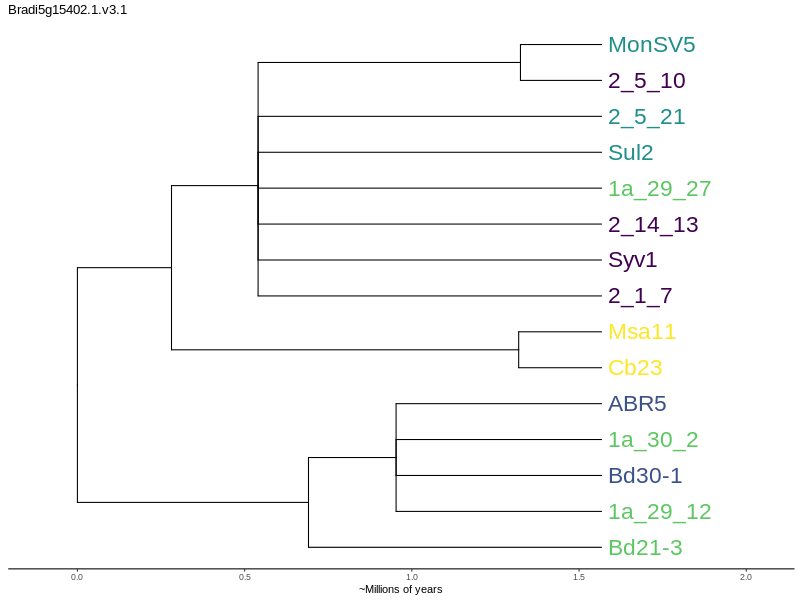 Bradi5g15402.1.v3.1
MonSV5
2_5_10
2_5_21
Sul2
1a_29_27
2_14_13
Syv1
2_1_7
Msa11
Cb23
ABR5
1a_30_2
Bd30-1
1a_29_12
Bd21-3
0.0 0.5 1.0 1.5 2.0
~Millions of years